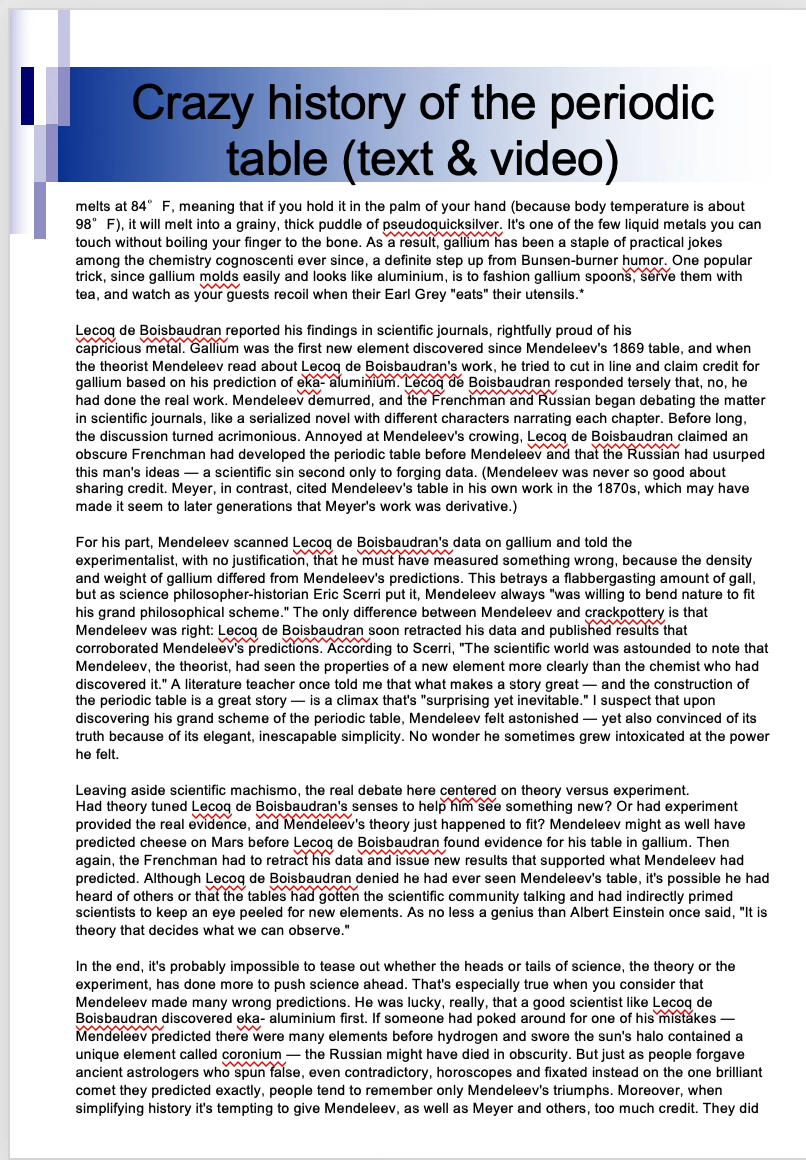 Crazy history of the periodic
table (text & video)
melts at 84° F, meaning that if you hold it in the palm of your hand (because body temperature is about
98° F), it will melt into a grainy, thick puddle of pseudoquicksilver. It's one of the few liquid metals you can
touch without boiling your finger to the bone. As a result, gallium has been a staple of practical jokes
among the chemistry cognoscenti ever since, a definite step up from Bunsen-burner humor. One popular
trick, since gallium molds easily and looks like aluminium, is to fashion gallium spoons, serve them with
tea, and watch as your guests recoil when their Earl Grey "eats" their utensils.*
Lecoq de Boisbaudran reported his findings in scientific journals, rightfully proud of his
capricious metal. Gallium was the first new element discovered since Mendeleev's 1869 table, and when
the theorist Mendeleev read about Lecoq de Boisbaudran's work, he tried to cut in line and claim credit for
gallium based on his prediction of eka- aluminium. Lecoq de Boisbaudran responded tersely that, no, he
had done the real work. Mendeleev demurred, and the Frenchman and Russian began debating the matter
in scientific journals, like a serialized novel with different characters narrating each chapter. Before long,
the discussion turned acrimonious. Annoyed at Mendeleev's crowing, Lecoq de Boisbaudran claimed an
obscure Frenchman had developed the periodic table before Mendeleev and that the Russian had usurped
this man's ideas — a scientific sin second only to forging data. (Mendeleev was never so good about
sharing credit. Meyer, in contrast, cited Mendeleev's table in his own work in the 1870s, which may have
made it seem to later generations that Meyer's work was derivative.)
For his part, Mendeleev scanned Lecoq de Boisbaudran's data on gallium and told the
experimentalist, with no justification, that he must have measured something wrong, because the density
and weight of gallium differed from Mendeleev's predictions. This betrays a flabbergasting amount of gall,
but as science philosopher-historian Eric Scerri put it, Mendeleev always "was willing to bend nature to fit
his grand philosophical scheme." The only difference between Mendeleev and crackpottery is that
Mendeleev was right: Lecoq de Boisbaudran soon retracted his data and published results that
corroborated Mendeleev's predictions. According to Scerri, "The scientific world was astounded to note that
Mendeleev, the theorist, had seen the properties of a new element more clearly than the chemist who had
discovered it." A literature teacher once told me that what makes a story great — and the construction of
the periodic table is a great story — is a climax that's "surprising yet inevitable." I suspect that upon
discovering his grand scheme of the periodic table, Mendeleev felt astonished — yet also convinced of its
truth because of its elegant, inescapable simplicity. No wonder he sometimes grew intoxicated at the power
he felt.
Leaving aside scientific machismo, the real debate here centered on theory versus experiment.
Had theory tuned Lecoq de Boisbaudran's senses to help him see something new? Or had experiment
provided the real evidence, and Mendeleev's theory just happened to fit? Mendeleev might as well have
predicted cheese on Mars before Lecoq de Boisbaudran found evidence for his table in gallium. Then
again, the Frenchman had to retract his data and issue new results that supported what Mendeleev had
predicted. Although Lecoq de Boisbaudran denied he had ever seen Mendeleev's table, it's possible he had
heard of others or that the tables had gotten the scientific community talking and had indirectly primed
scientists to keep an eye peeled for new elements. As no less a genius than Albert Einstein once said, "It is
theory that decides what we can observe."
In the end, it's probably impossible to tease out whether the heads or tails of science, the theory or the
experiment, has done more to push science ahead. That's especially true when you consider that
Mendeleev made many wrong predictions. He was lucky, really, that a good scientist like Lecoq de
Boisbaudran discovered eka- aluminium first. If someone had poked around for one of his mistakes —
Mendeleev predicted there were many elements before hydrogen and swore the sun's halo contained a
unique element called coronium — the Russian might have died in obscurity. But just as people forgave
ancient astrologers who spun false, even contradictory, horoscopes and fixated instead on the one brilliant
comet they predicted exactly, people tend to remember only Mendeleev's triumphs. Moreover, when
simplifying history it's tempting to give Mendeleev, as well as Meyer and others, too much credit. They did